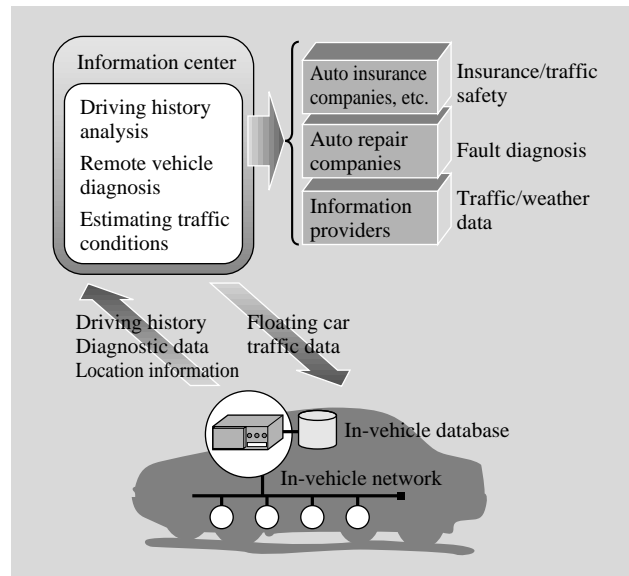 Information center
Driving history
analysis
Remote vehicle
diagnosis
Estimating traffic
conditions
Auto insurance
companies, etc.
Insurance/traffic
safety
Auto repair
companies
Fault diagnosis
Information
providers
Traffic/weather
data
Driving history
Diagnostic data
Location information
Floating car
traffic data
In-vehicle database
In-vehicle network